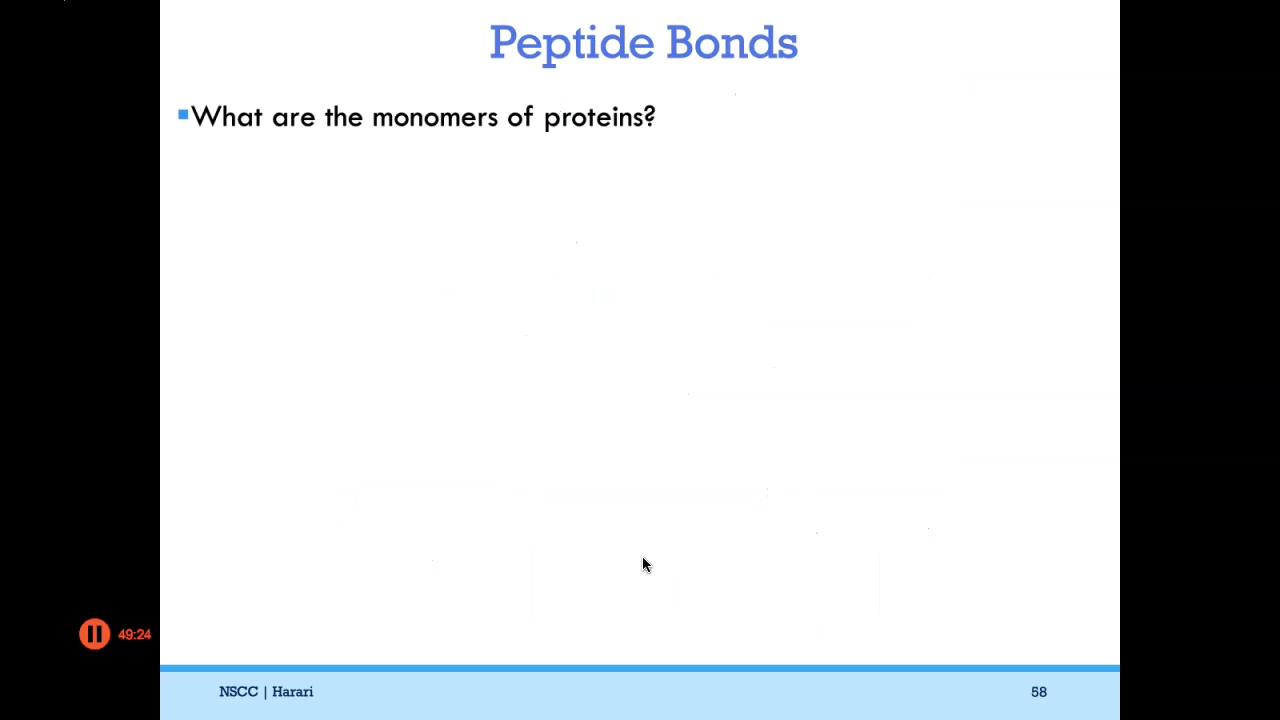 Peptide Bonds
What are the monomers of proteins?
49:24
NSCC | Harari
58